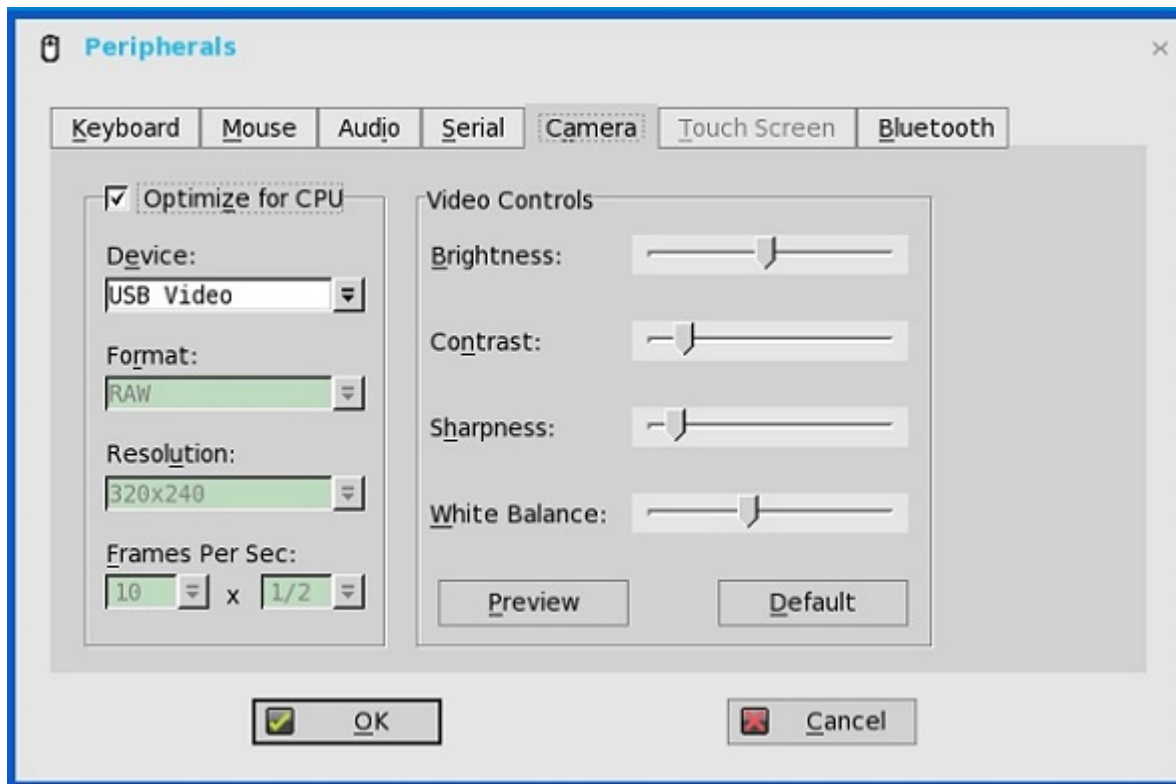 Peripherals
Keyboard Mouse Audio Serial Camera Touch Screen Bluetooth
Optimize for CPU
Device:
USB Video
Format:
RAW
Resolution:
320x240
Frames Per Sec:
10 x 1/2
Video Controls
Brightness:
Contrast:
Sharpness:
White Balance:
Preview Default
OK Cancel